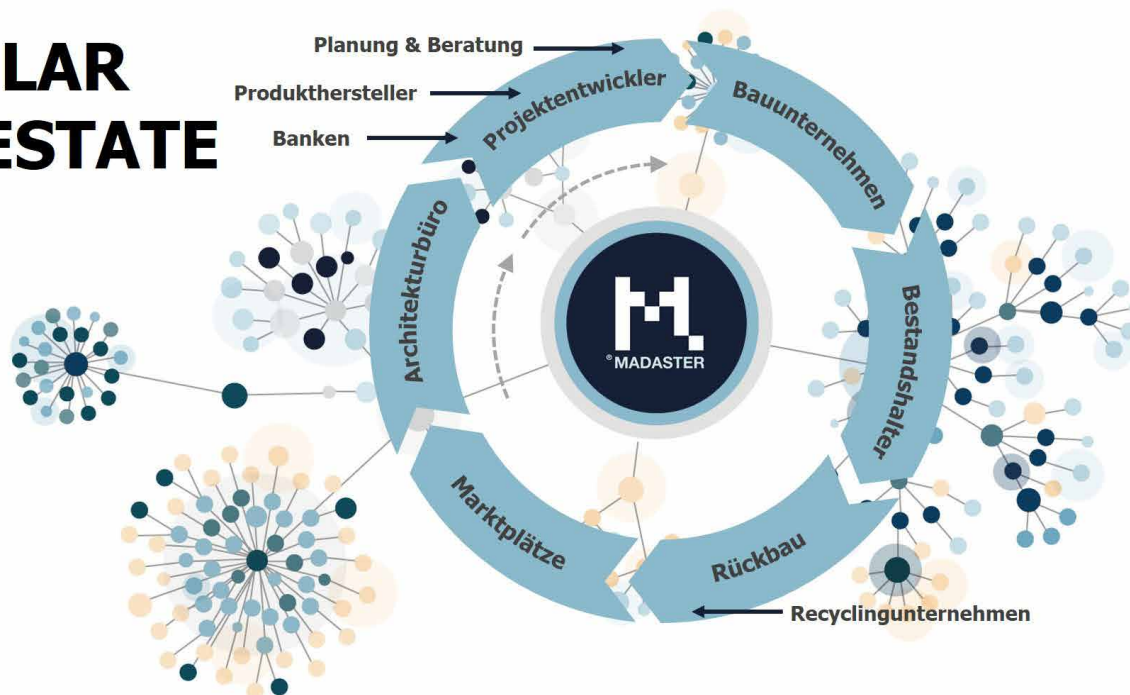 LAR
ESTATE
Planung & Beratung
Produkthersteller
Banken
Projektentwickler
Bauunternehmen
Bestandshalter
Rückbau
Recyclingunternehmen
Marktplätze
Architekturbüro
® MADASTER